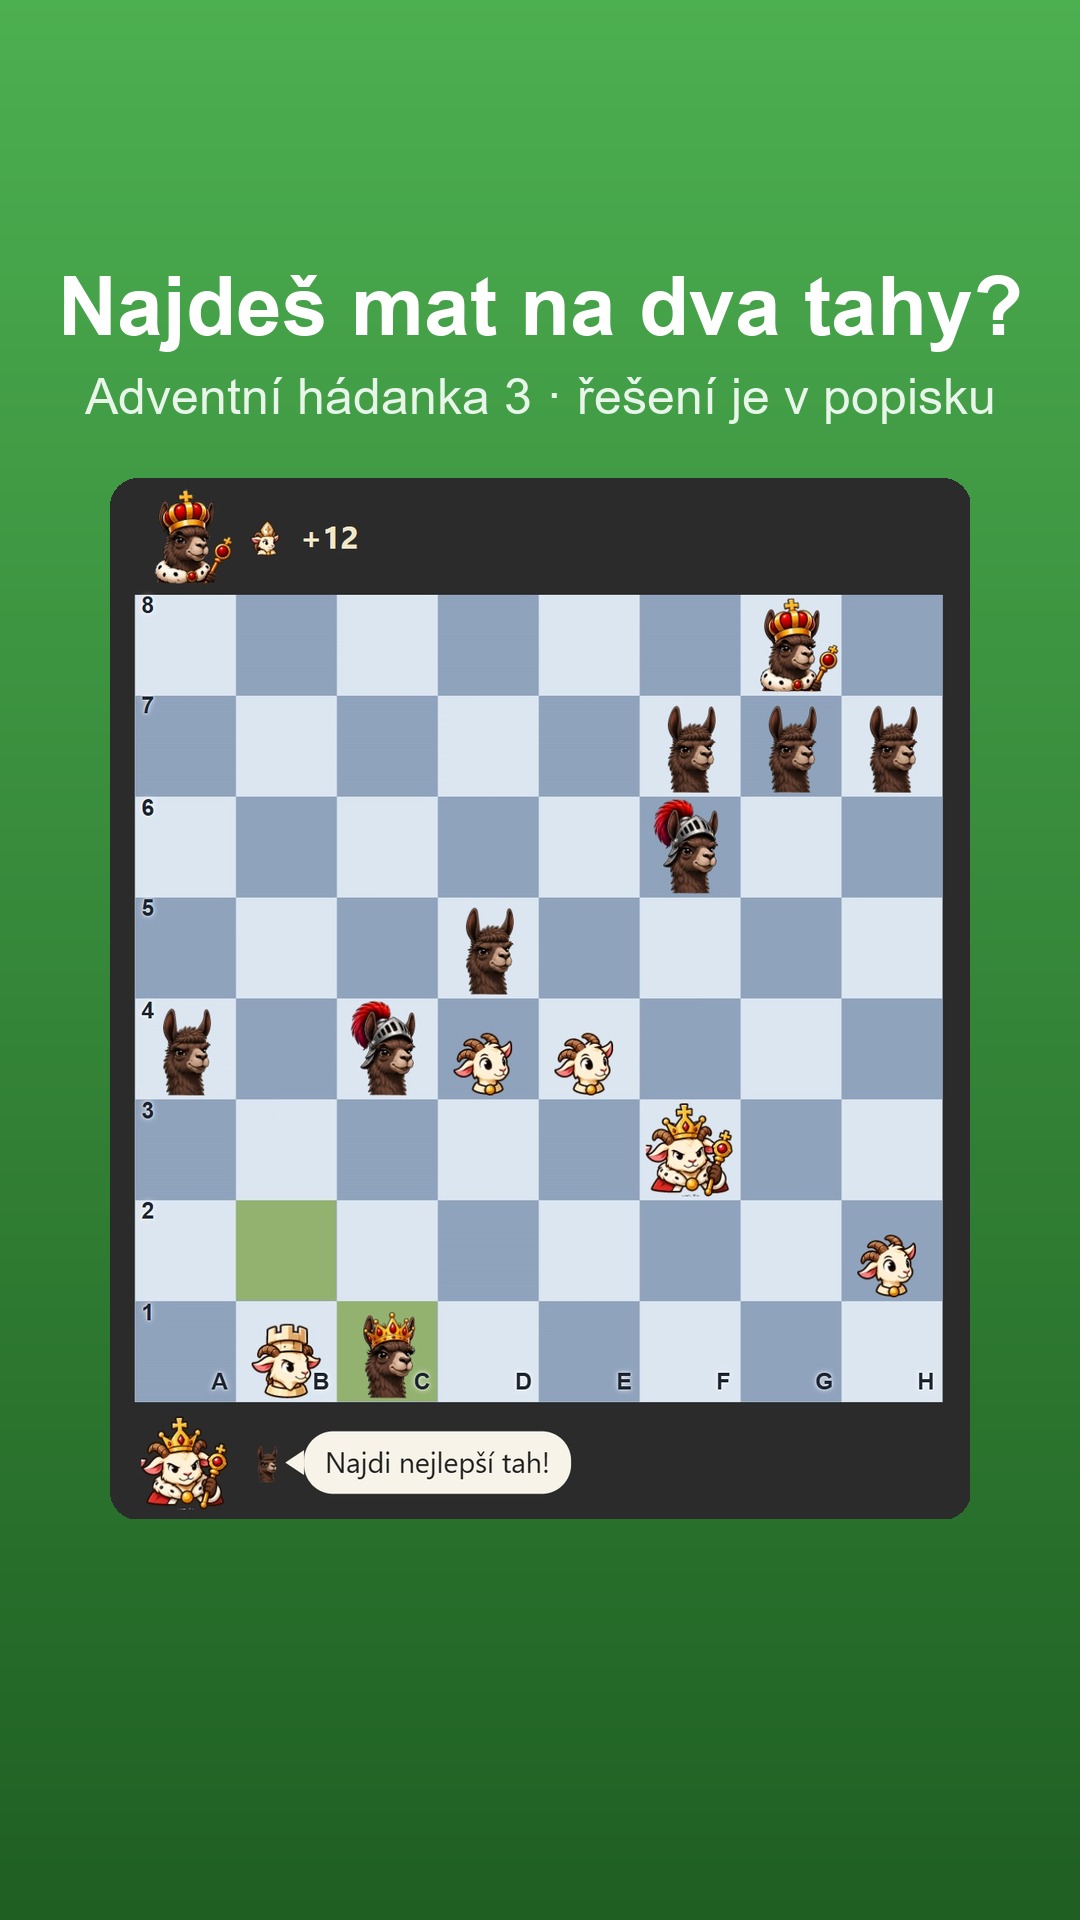 Najdeš mat na dva tahy?
Adventní hádanka 3 · řešení je v popisku
+12
8
7
6
5
4
3
2
1
A B C D E F G H
Najdi nejlepší tah!